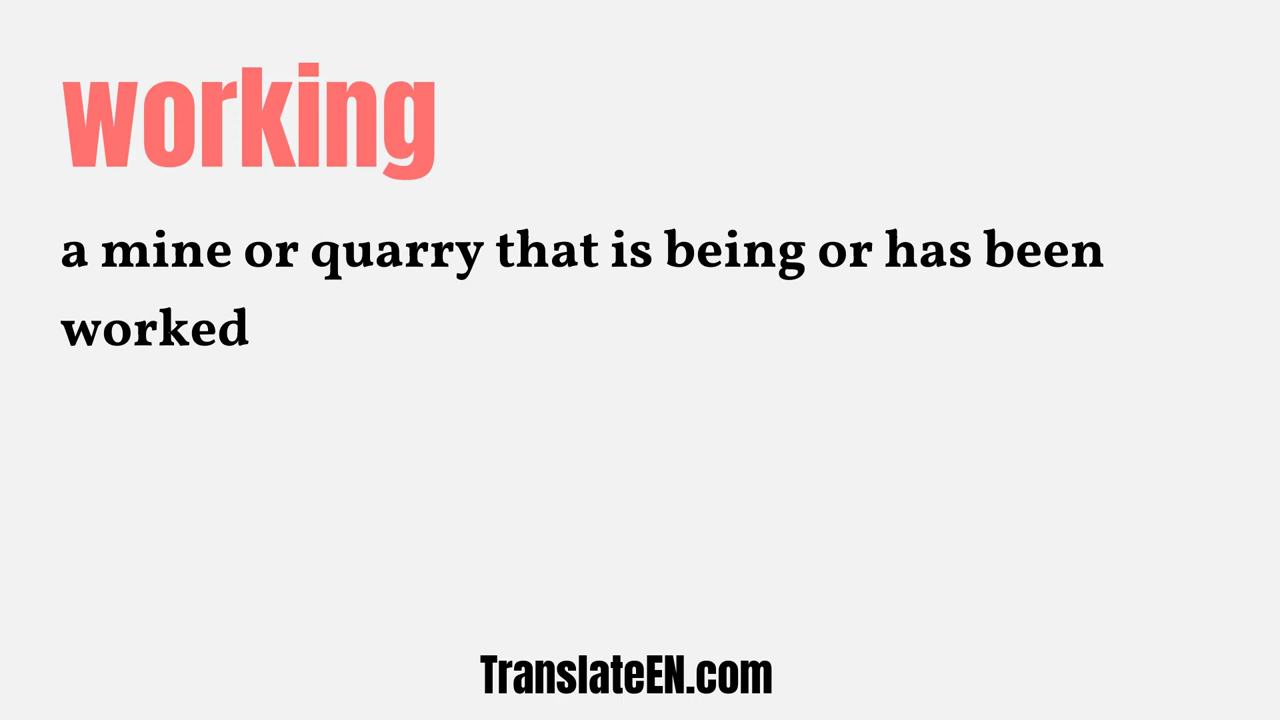 working
a mine or quarry that is being or has been
worked
TranslateEN.com